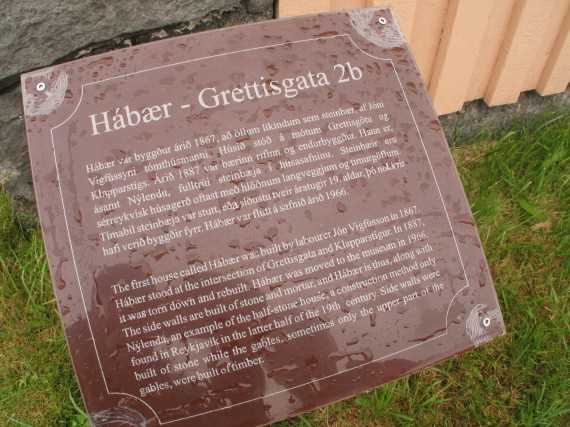 Hábær - Grettisgata 2b
Hábær var byggður árið 1867, að öllum líkindum sem steinbær, af Jóni
Vigfússyni tómthúsmanni. Húsið stóð á mótum Grettisgötu og
Klapparstígs. Árið 1887 var bærinn rifinn og endurbyggður. Hann er,
ásamt Nýlendu, fulltrúi steinbæja í Húsasafninu. Steinbæir eru
sérreykvísk húsagerð oftast með hlöðnum langveggjum og timburgöflum.
Tímabil steinbæja var stutt, eða síðustu tveir áratugir 19. aldar, þó nokkrir
hafi verið byggðir fyrr. Hábær var flutt á safnið árið 1966.
The first house called Hábær was built by labourer Jón Vigfússon in 1867.
Hábær stood at the intersection of Grettisgata and Klapparstígur. In 1887,
it was torn down and rebuilt. Hábær was moved to the museum in 1966.
The side walls are built of stone and mortar, and Hábær is thus, along with
Nýlenda, an example of the half-stone house, a construction method only
found in Reykjavík in the latter half of the 19th century. Side walls were
built of stone while the gables, sometimes only the upper part of the
gables, were built of timber.